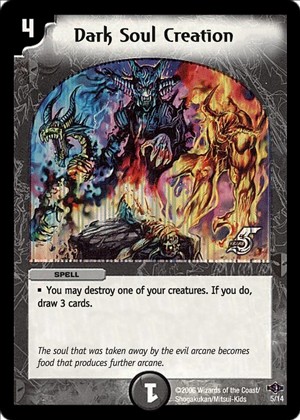 4
Dark Soul Creation
SPELL
▪ You may destroy one of your creatures. If you do,
draw 3 cards.
The soul that was taken away by the evil arcane becomes
food that produces further arcane.
1
©2006 Wizards of the Coast/
Shogakukan/Mitsui-Kids
5/14